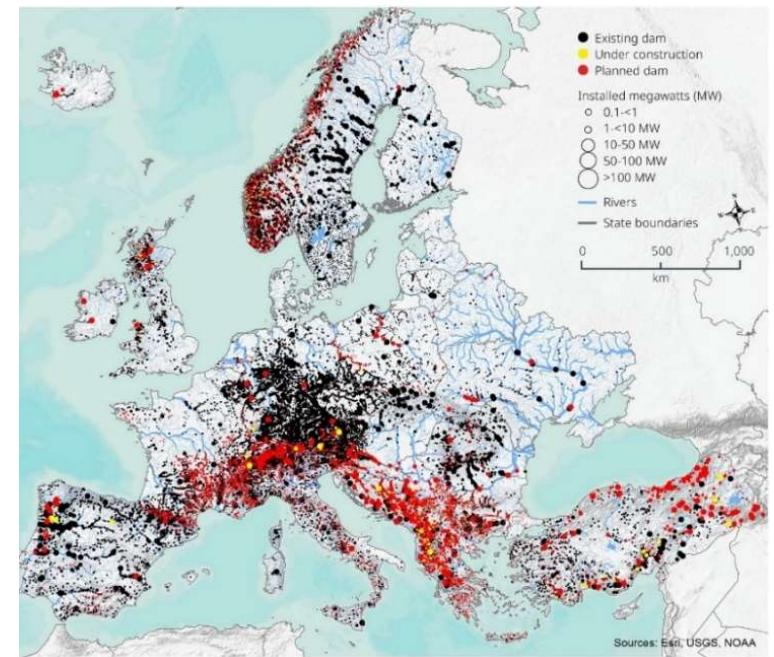 Existing dam
Under construction
Planned dam
Installed megawatts (MW)
0.1-<1
1-<10 MW
10-50 MW
50-100 MW
>100 MW
Rivers
State boundaries
0 500 1,000
km
Sources: Esri, USGS, NOAA